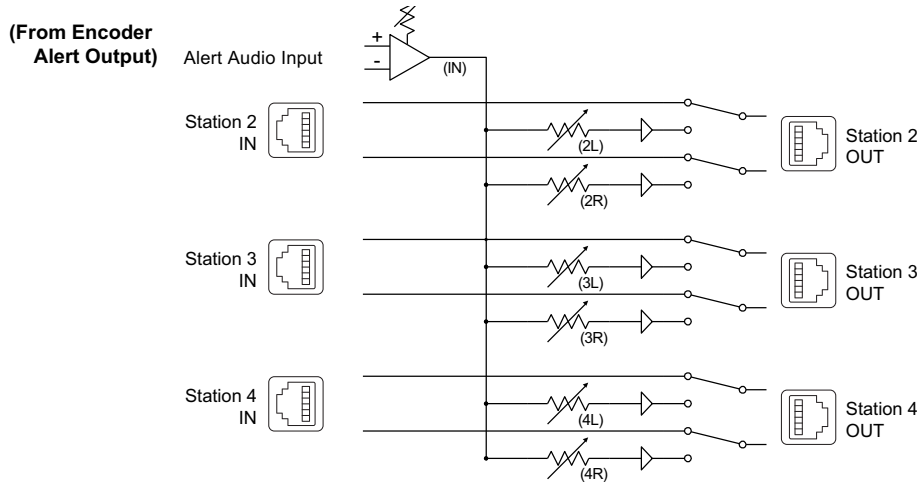 (From Encoder
Alert Output)
Alert Audio Input
+
-
(IN)
Station 2
IN
(2L)
(2R)
Station 2
OUT
Station 3
IN
(3L)
(3R)
Station 3
OUT
Station 4
IN
(4L)
(4R)
Station 4
OUT